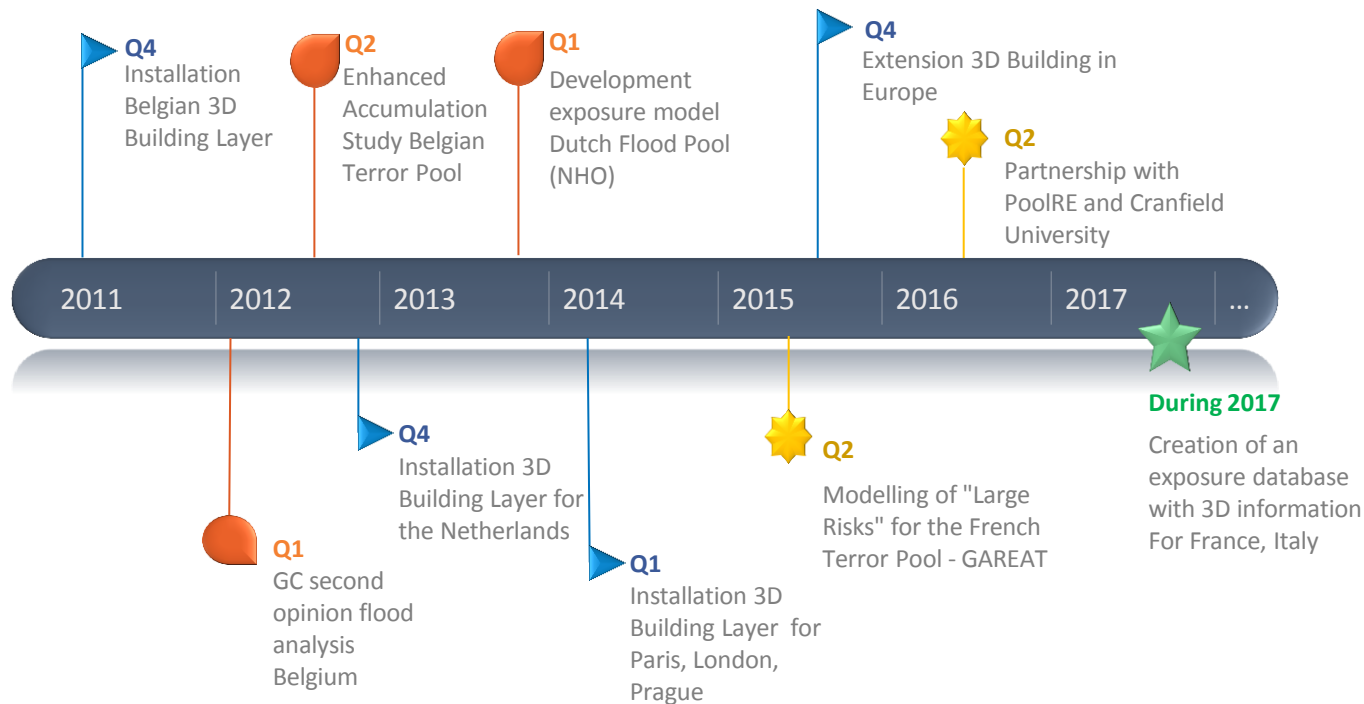 Q4
Installation
Belgian 3D
Building Layer
Q2
Enhanced
Accumulation
Study Belgian
Terror Pool
Q1
Development
exposure model
Dutch Flood Pool
(NHO)
Q4
Extension 3D Building in
Europe
Q2
Partnership with
PoolRE and Cranfield
University
2011
2012
2013
2014
2015
2016
2017
...
Q1
GC second
opinion flood
analysis
Belgium
Q4
Installation 3D
Building Layer for
the Netherlands
Q1
Installation 3D
Building Layer  for
Paris, London,
Prague
Q2
Modelling of "Large
Risks" for the French
Terror Pool - GAREAT
During 2017
Creation of an
exposure database
with 3D information
For France, Italy